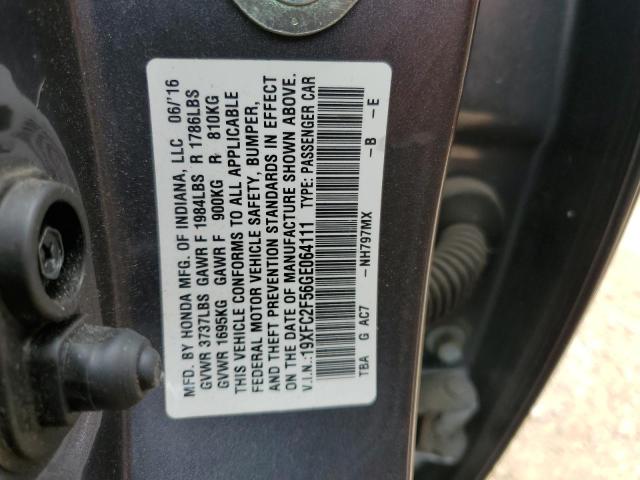 MFD. BY HONDA MFG. OF INDIANA, LLC 06/'16
GVWR 3737LBS GAWR F 1984LBS R 1786LBS
GVWR 1695KG GAWR F 900KG R 810KG
THIS VEHICLE CONFORMS TO ALL APPLICABLE
FEDERAL MOTOR VEHICLE SAFETY, BUMPER,
AND THEFT PREVENTION STANDARDS IN EFFECT
ON THE DATE OF MANUFACTURE SHOWN ABOVE.
V.I.N.:19XFC2F56GE064111 TYPE: PASSENGER CAR
TBA G AC7 -NH797MX -B -E